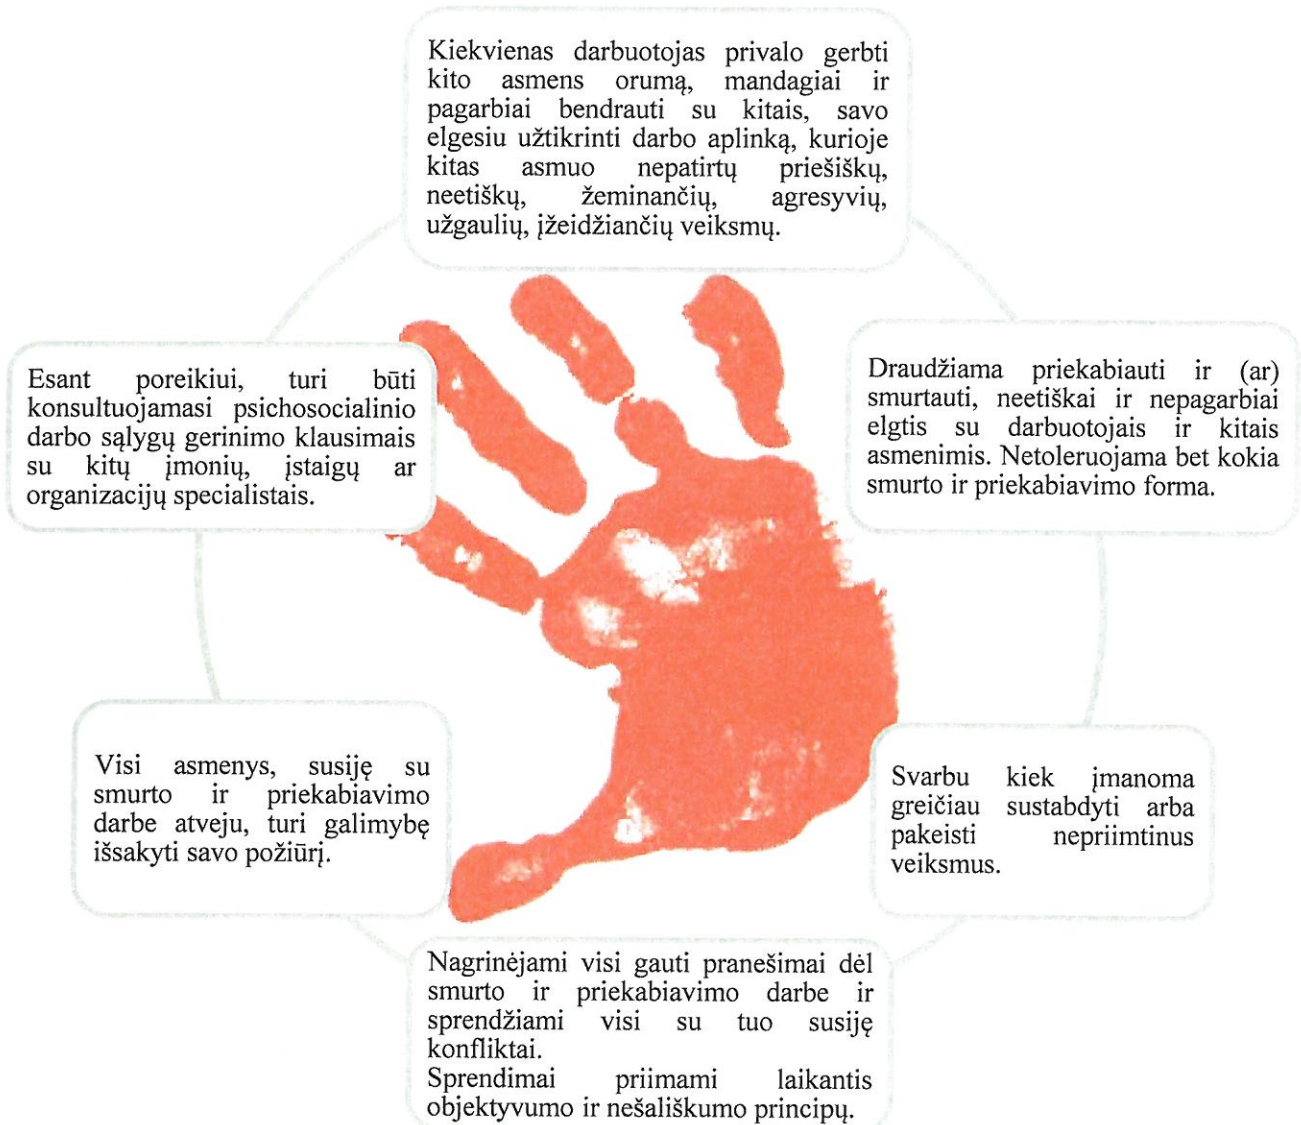 Kiekvienas darbuotojas privalo gerbti
kito asmens orumą, mandagiai ir
pagarbiai bendrauti su kitais, savo
elgesiu užtikrinti darbo aplinką, kurioje
kitas asmuo nepatirtų priešiškų,
neetiškų, žeminančių, agresyvių,
užgaulių, įžeidžiančių veiksmų.
Draudžiama priekabiauti ir (ar)
smurtauti, neetiškai ir nepagarbiai
elgtis su darbuotojais ir kitais
asmenimis. Netoleruojama bet kokia
smurto ir priekabiavimo forma.
Svarbu kiek įmanoma
greičiau sustabdyti arba
pakeisti nepriimtinus
veiksmus.
Nagrinėjami visi gauti pranešimai dėl
smurto ir priekabiavimo darbe ir
sprendžiami visi su tuo susiję
konfliktai.
Sprendimai priimami laikantis
objektyvumo ir nešališkumo principų.
Visi asmenys, susiję su
smurto ir priekabiavimo
darbe atveju, turi galimybę
išsakyti savo požiūrį.
Esant poreikiui, turi būti
konsultuojamasi psichosocialinio
darbo sąlygų gerinimo klausimais
su kitų įmonių, įstaigų ar
organizacijų specialistais.